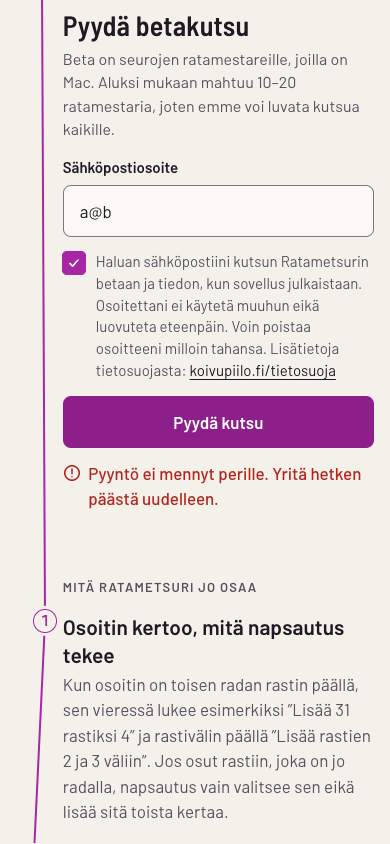 Pyydä betakutsu
Beta on seurojen ratamestareille, joilla on
Mac. Aluksi mukaan mahtuu 10–20
ratamestaria, joten emme voi luvata kutsua
kaikille.
Sähköpostiosoite
a@b
Haluan sähköpostiini kutsun Ratametsurin
betaan ja tiedon, kun sovellus julkaistaan.
Osoitettani ei käytetä muuhun eikä
luovuteta eteenpäin. Voin poistaa
osoitteeni milloin tahansa. Lisätietoja
tietosuojasta: koivupiilo.fi/tietosuoja
Pyydä kutsu
Pyyntö ei mennyt perille. Yritä hetken
päästä uudelleen.
MITÄ RATAMETSURI JO OSAA
1
Osoitin kertoo, mitä napsautus
tekee
Kun osoitin on toisen radan rastin päällä,
sen vieressä lukee esimerkiksi ”Lisää 31
rastiksi 4” ja rastivälin päällä ”Lisää rastien
2 ja 3 väliin”. Jos osut rastiin, joka on jo
radalla, napsautus vain valitsee sen eikä
lisää sitä toista kertaa.